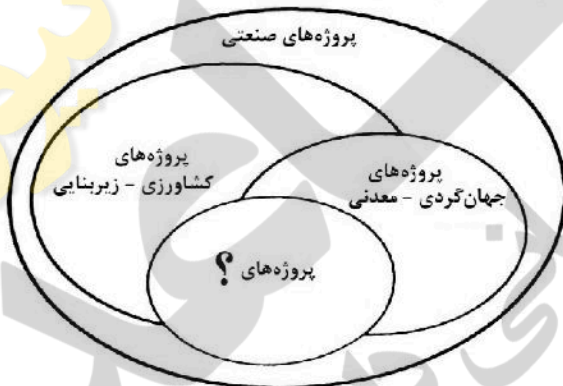 پروژه‌های صنعتی
پروژه‌های
کشاورزی - زیربنایی
پروژه‌های
جهان‌گردی - معدنی
پروژه‌های ؟